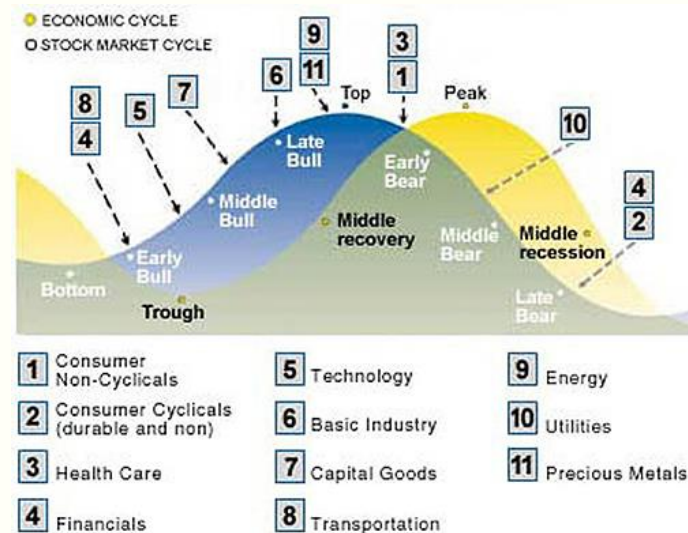 ECONOMIC CYCLE
STOCK MARKET CYCLE
9
11
3
1
6
Top
Peak
7
8
4
5
10
Late
Bull
Early
Bear
4
2
Middle
Bull
Middle
recovery
Middle
Bear
Middle
recession
Early
Bull
Bottom
Trough
Late
Bear
1 Consumer
Non-Cyclicals
2 Consumer Cyclicals
(durable and non)
3 Health Care
4 Financials
5 Technology
6 Basic Industry
7 Capital Goods
8 Transportation
9 Energy
10 Utilities
11 Precious Metals